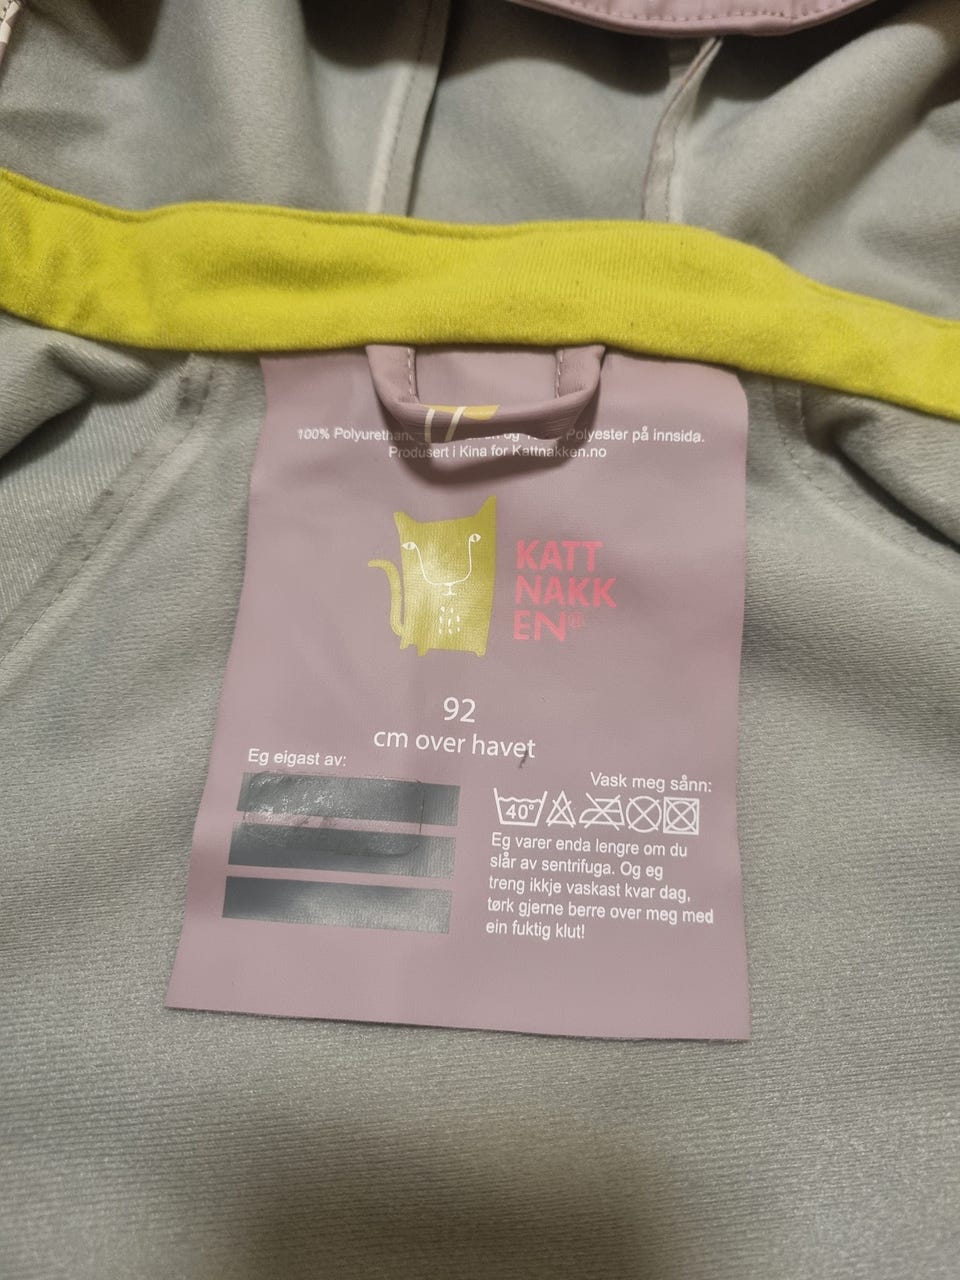 100% Polyurethan og Polyester på innsida.
Produsert i Kina for Kattnakken.no
KATT
NAKK
EN
92
cm over havet
Eg eigast av:
Vask meg sånn:
40°
Eg varer enda lengre om du
slår av sentrifuga. Og eg
treng ikkje vaskast kvar dag,
tørk gjerne berre over meg med
ein fuktig klut!